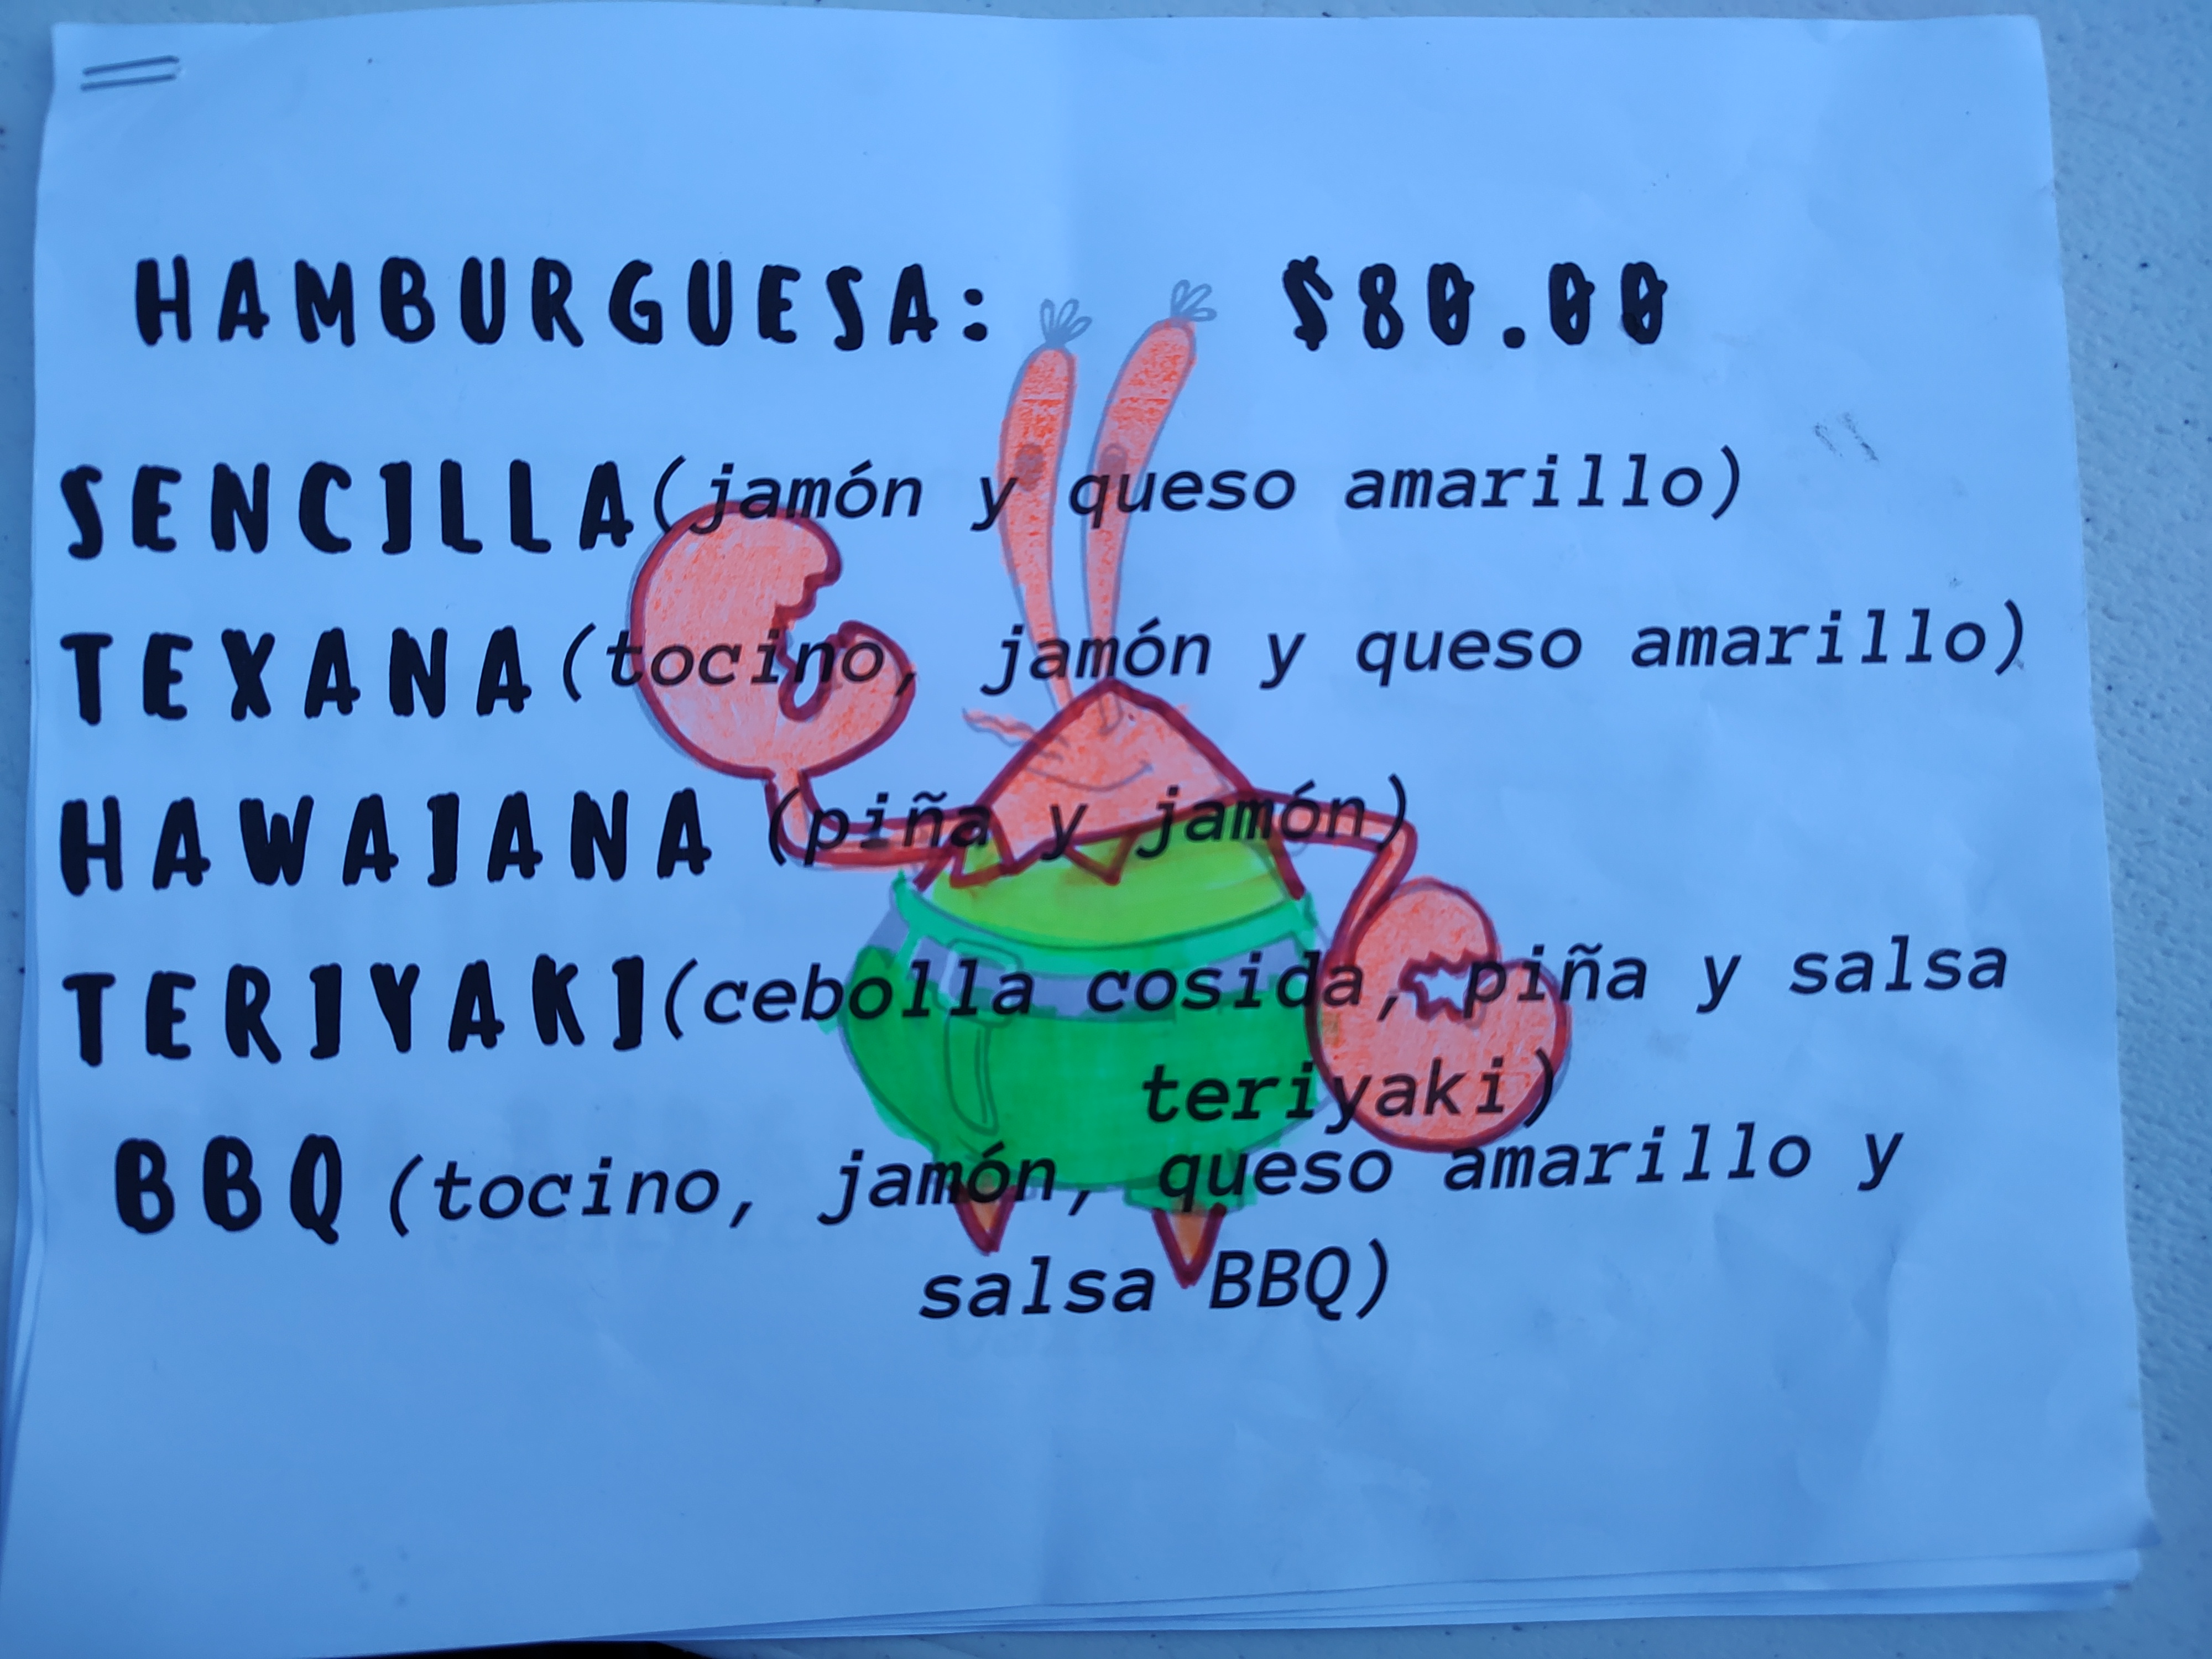 HAMBURGUESA: $80.00
SENCILLA(jamón y queso amarillo)
TEXANA(tocino, jamón y queso amarillo)
HAWAIANA (piña y jamón)
TERIYAKI(cebolla cosida, piña y salsa
teriyaki)
BBQ (tocino, jamón, queso amarillo y
salsa BBQ)